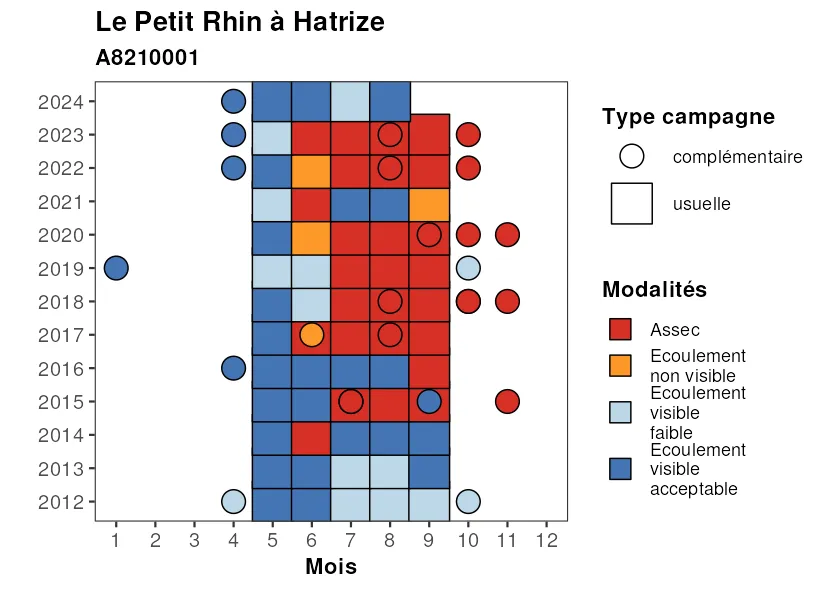 Le Petit Rhin à Hatrize
A8210001
2024
2023
2022
2021
2020
2019
2018
2017
2016
2015
2014
2013
2012
1 2 3 4 5 6 7 8 9 10 11 12
Mois
Type campagne
complémentaire
usuelle
Modalités
Assec
Ecoulement
non visible
Ecoulement
visible
faible
Ecoulement
visible
acceptable